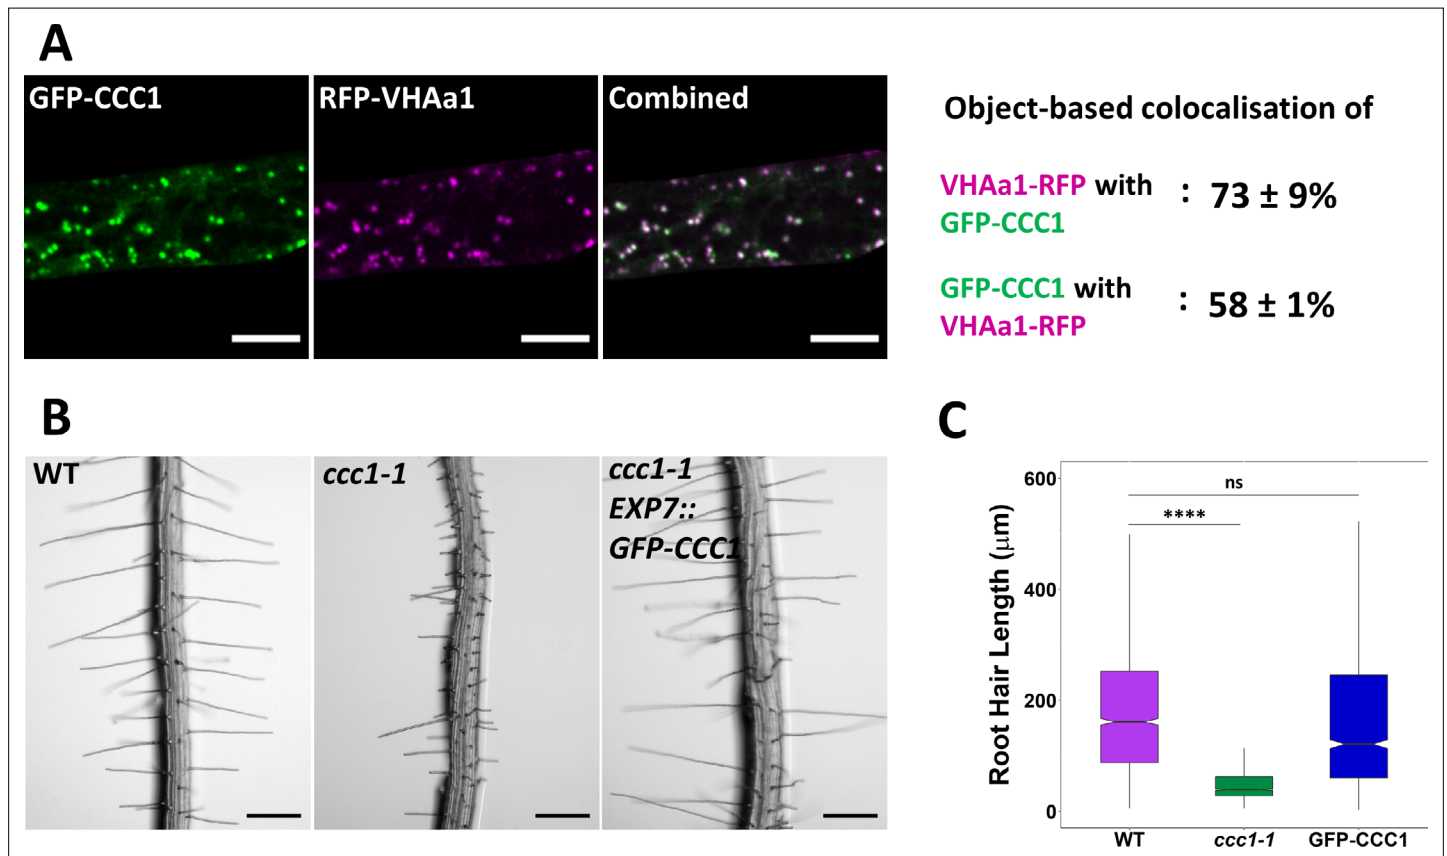 A
GFP-CCC1
RFP-VHAa1
Combined
Object-based colocalisation of
VHAa1-RFP with
GFP-CCC1
: 73 ± 9%
GFP-CCC1 with
VHAa1-RFP
: 58 ± 1%
B
WT
ccc1-1
ccc1-1
EXP7::
GFP-CCC1
C
Root Hair Length (μm)
600
400
200
0
ns
****
WT
ccc1-1
GFP-CCC1